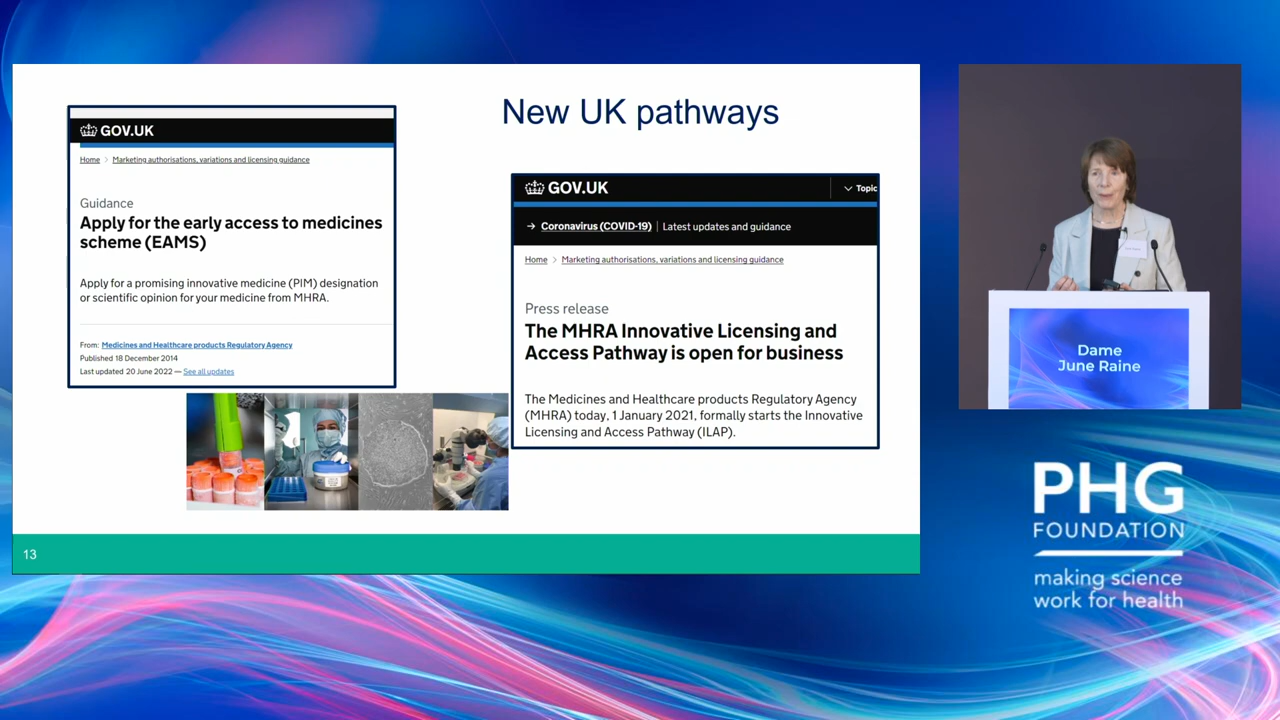 New UK pathways
GOV.UK
Home > Marketing authorisations, variations and licensing guidance
Guidance
Apply for the early access to medicines
scheme (EAMS)
Apply for a promising innovative medicine (PIM) designation
or scientific opinion for your medicine from MHRA.
From: Medicines and Healthcare products Regulatory Agency
Published 18 December 2014
Last updated 20 June 2022 — See all updates
GOV.UK
Topic
→ Coronavirus (COVID-19) | Latest updates and guidance
Home > Marketing authorisations, variations and licensing guidance
Press release
The MHRA Innovative Licensing and
Access Pathway is open for business
The Medicines and Healthcare products Regulatory Agency
(MHRA) today, 1 January 2021, formally starts the Innovative
Licensing and Access Pathway (ILAP).
13
Dame
June Raine
PHG
FOUNDATION
making science
work for health